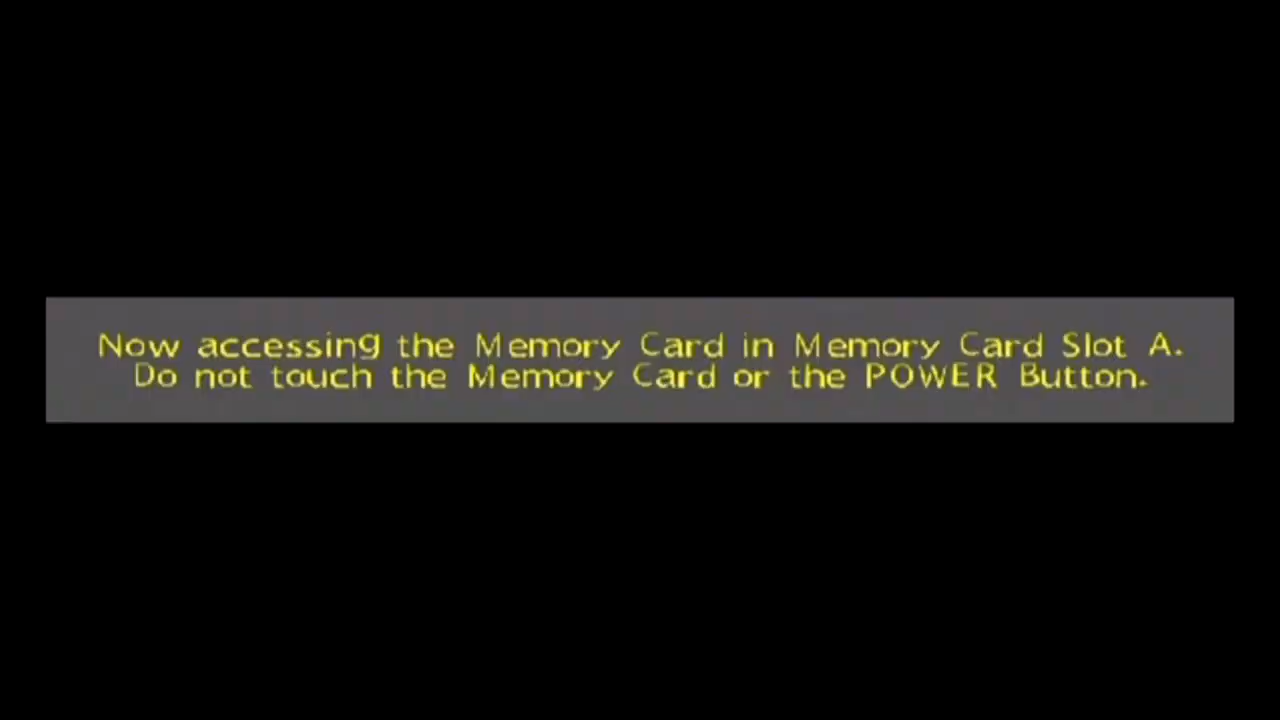 Now accessing the Memory Card in Memory Card Slot A.
Do not touch the Memory Card or the POWER Button.